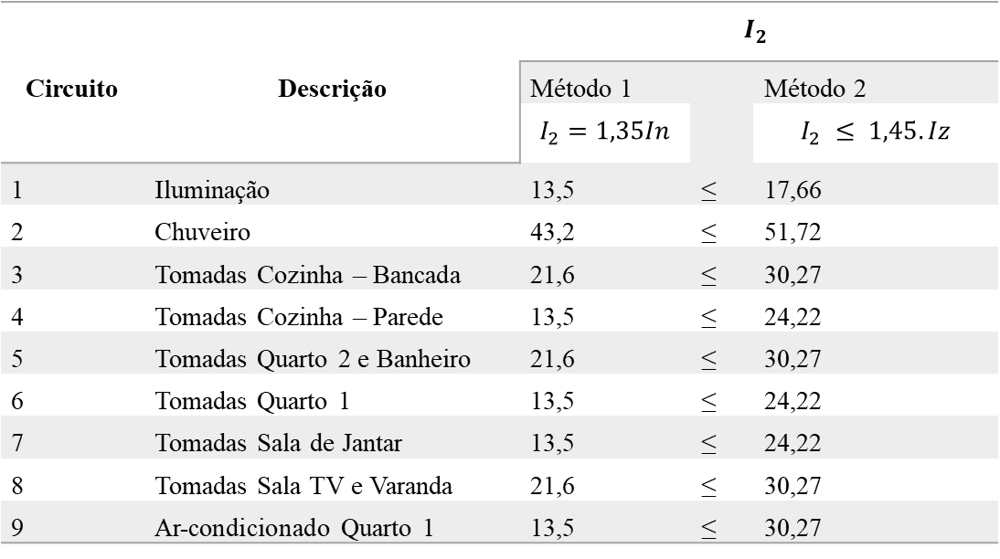 I₂
Circuito Descrição Método 1 Método 2
I₂ = 1,35In I₂ ≤ 1,45.Iz
1 Iluminação 13,5 ≤ 17,66
2 Chuveiro 43,2 ≤ 51,72
3 Tomadas Cozinha – Bancada 21,6 ≤ 30,27
4 Tomadas Cozinha – Parede 13,5 ≤ 24,22
5 Tomadas Quarto 2 e Banheiro 21,6 ≤ 30,27
6 Tomadas Quarto 1 13,5 ≤ 24,22
7 Tomadas Sala de Jantar 13,5 ≤ 24,22
8 Tomadas Sala TV e Varanda 21,6 ≤ 30,27
9 Ar-condicionado Quarto 1 13,5 ≤ 30,27